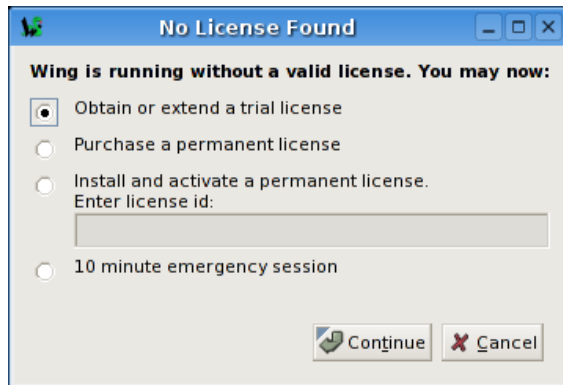 No License Found
Wing is running without a valid license. You may now:
Obtain or extend a trial license
Purchase a permanent license
Install and activate a permanent license.
Enter license id:
10 minute emergency session
Continue
Cancel